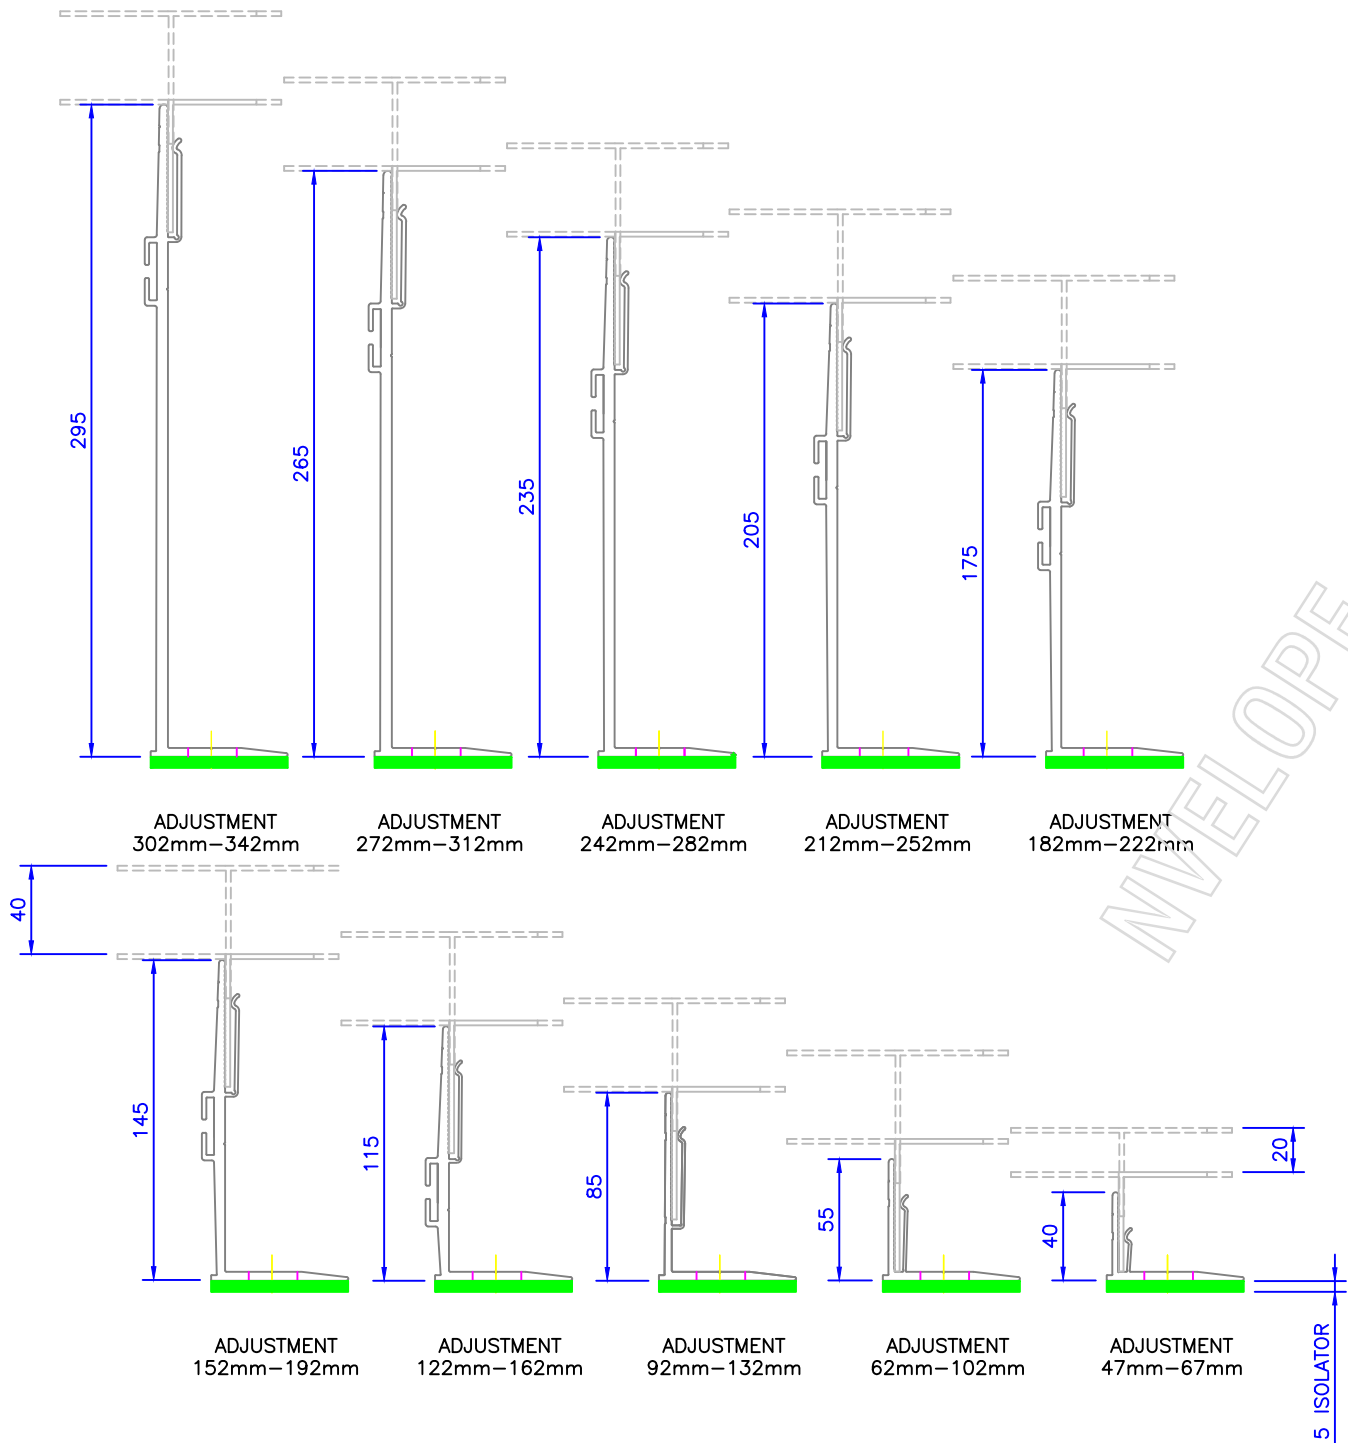 295
265
235
205
175
ADJUSTMENT
302mm-342mm
ADJUSTMENT
272mm-312mm
ADJUSTMENT
242mm-282mm
ADJUSTMENT
212mm-252mm
ADJUSTMENT
182mm-222mm
NVELOPE
40
145
115
85
55
40
20
ADJUSTMENT
152mm-192mm
ADJUSTMENT
122mm-162mm
ADJUSTMENT
92mm-132mm
ADJUSTMENT
62mm-102mm
ADJUSTMENT
47mm-67mm
5 ISOLATOR